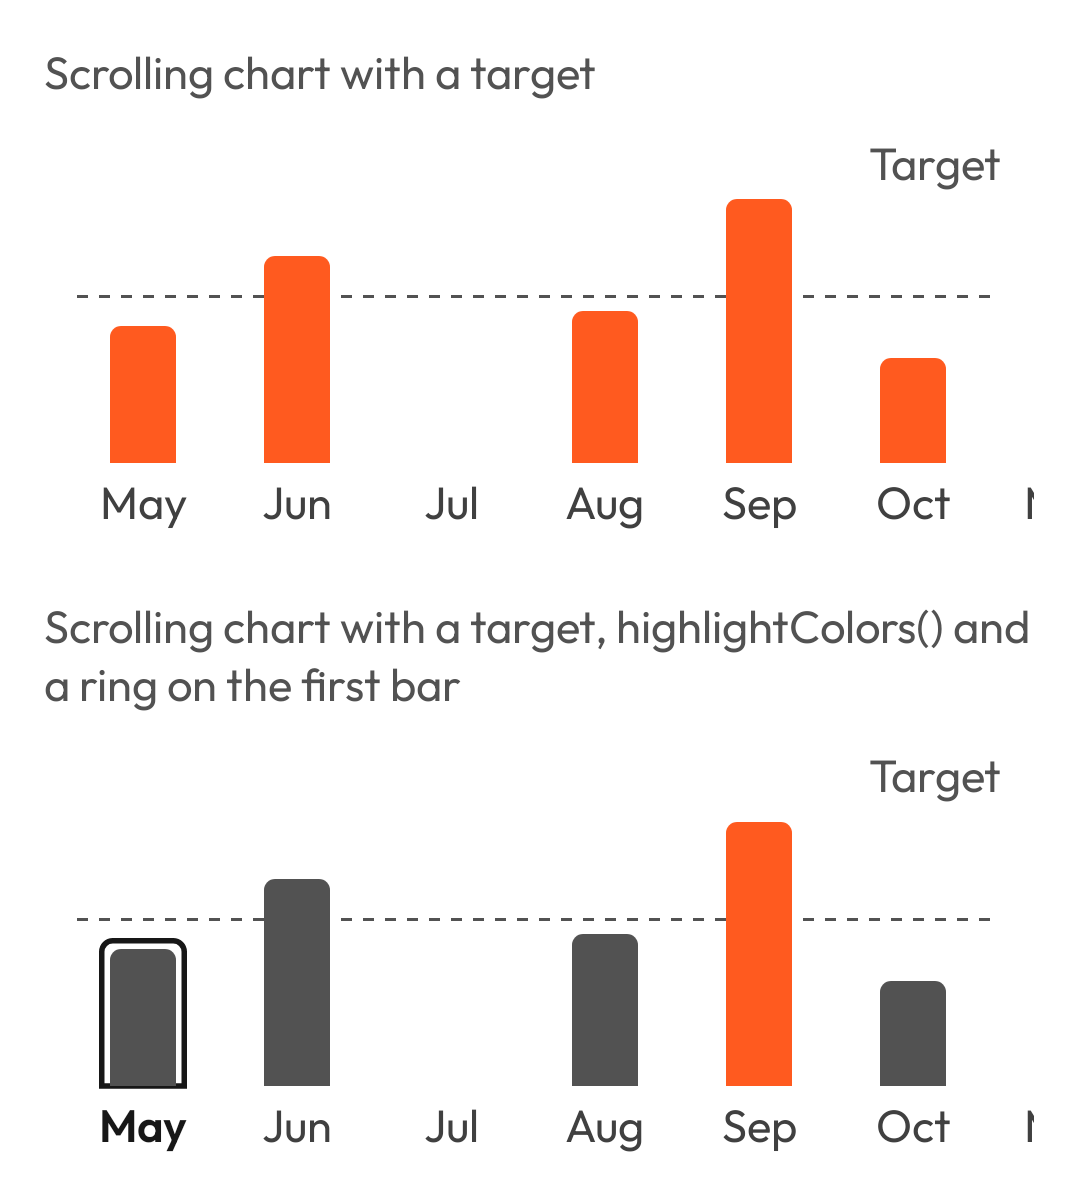 Scrolling chart with a target
Target
May Jun Jul Aug Sep Oct
Scrolling chart with a target, highlightColors() and
a ring on the first bar
Target
May Jun Jul Aug Sep Oct